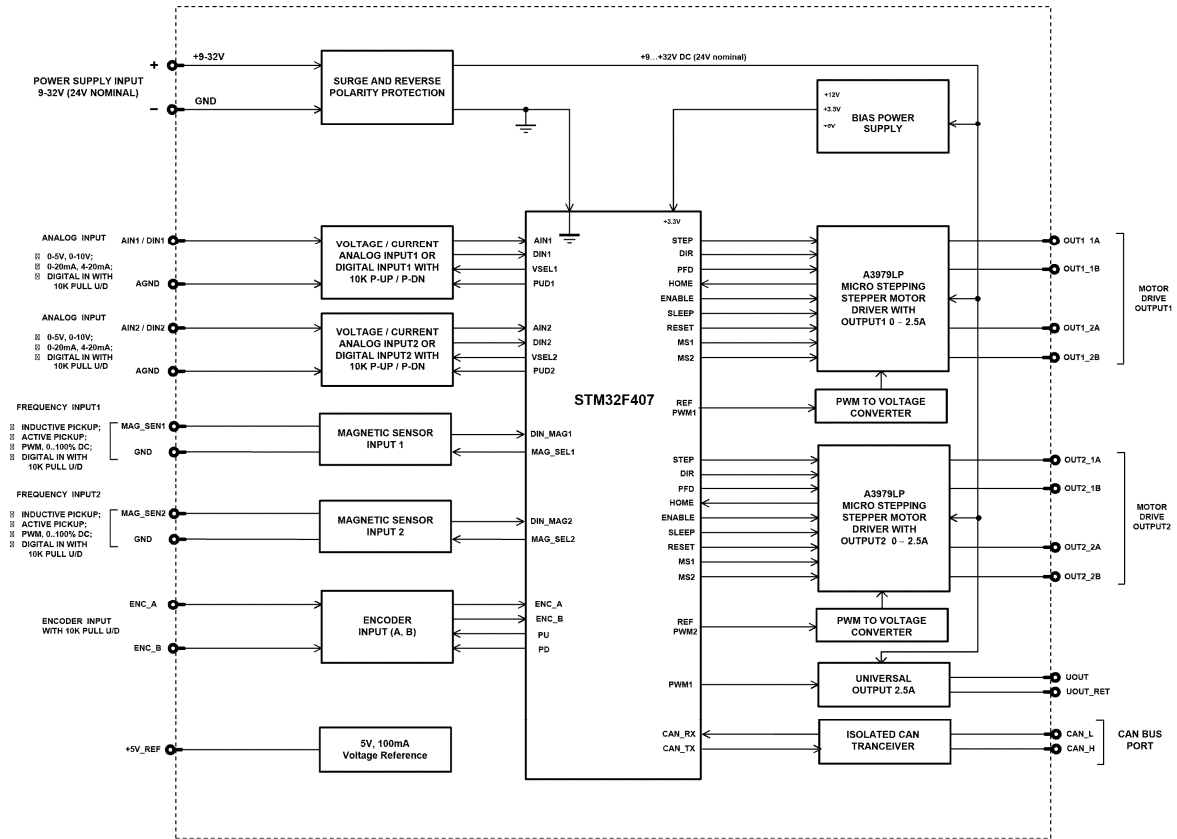 +
+9-32V
POWER SUPPLY INPUT
9-32V (24V NOMINAL)
−
GND
SURGE AND REVERSE
POLARITY PROTECTION
+9...+32V DC (24V nominal)
+12V
+3.3V
BIAS POWER
SUPPLY
ANALOG INPUT
0-5V, 0-10V;
0-20mA, 4-20mA;
DIGITAL IN WITH
10K PULL U/D
AIN1 / DIN1
AGND
VOLTAGE / CURRENT
ANALOG INPUT1 OR
DIGITAL INPUT1 WITH
10K P-UP / P-DN
AIN1
DIN1
VSEL1
PUD1
ANALOG INPUT
0-5V, 0-10V;
0-20mA, 4-20mA;
DIGITAL IN WITH
10K PULL U/D
AIN2 / DIN2
AGND
VOLTAGE / CURRENT
ANALOG INPUT2 OR
DIGITAL INPUT2 WITH
10K P-UP / P-DN
AIN2
DIN2
VSEL2
PUD2
FREQUENCY INPUT1
INDUCTIVE PICKUP;
ACTIVE PICKUP;
PWM, 0..100% DC;
DIGITAL IN WITH
10K PULL U/D
MAG_SEN1
GND
MAGNETIC SENSOR
INPUT 1
DIN_MAG1
MAG_SEL1
FREQUENCY INPUT2
INDUCTIVE PICKUP;
ACTIVE PICKUP;
PWM, 0..100% DC;
DIGITAL IN WITH
10K PULL U/D
MAG_SEN2
GND
MAGNETIC SENSOR
INPUT 2
DIN_MAG2
MAG_SEL2
ENCODER INPUT
WITH 10K PULL U/D
ENC_A
ENC_B
ENCODER
INPUT (A, B)
ENC_A
ENC_B
PU
PD
+5V_REF
5V, 100mA
Voltage Reference
STM32F407
+3.3V
STEP
DIR
PFD
HOME
ENABLE
SLEEP
RESET
MS1
MS2
REF
PWM1
A3979LP
MICRO STEPPING
STEPPER MOTOR
DRIVER WITH
OUTPUT1 0 – 2.5A
PWM TO VOLTAGE
CONVERTER
OUT1_1A
OUT1_1B
OUT1_2A
OUT1_2B
MOTOR
DRIVE
OUTPUT1
STEP
DIR
PFD
HOME
ENABLE
SLEEP
RESET
MS1
MS2
REF
PWM2
A3979LP
MICRO STEPPING
STEPPER MOTOR
DRIVER WITH
OUTPUT2 0 – 2.5A
PWM TO VOLTAGE
CONVERTER
OUT2_1A
OUT2_1B
OUT2_2A
OUT2_2B
MOTOR
DRIVE
OUTPUT2
PWM1
UNIVERSAL
OUTPUT 2.5A
UOUT
UOUT_RET
CAN_RX
CAN_TX
ISOLATED CAN
TRANCEIVER
CAN_L
CAN_H
CAN BUS
PORT